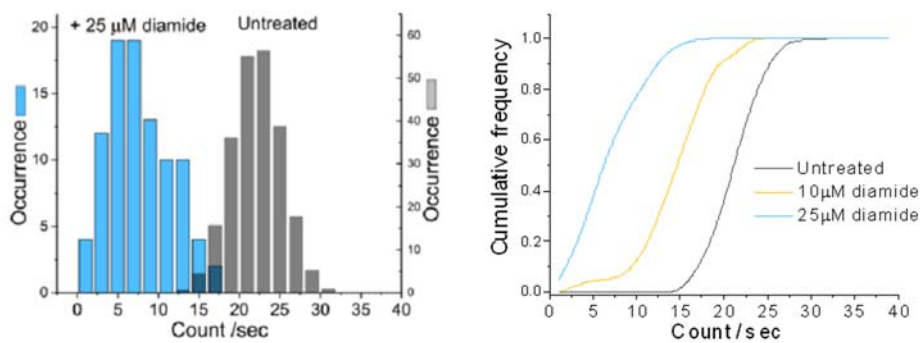 + 25 µM diamide
Untreated
20
15
10
5
0
Occurrence
60
50
40
30
20
10
0
Occurrence
0 5 10 15 20 25 30 35 40
Count /sec
1.0
0.8
0.6
0.4
0.2
0.0
Cumulative frequency
Untreated
10µM diamide
25µM diamide
0 5 10 15 20 25 30 35 40
Count / sec